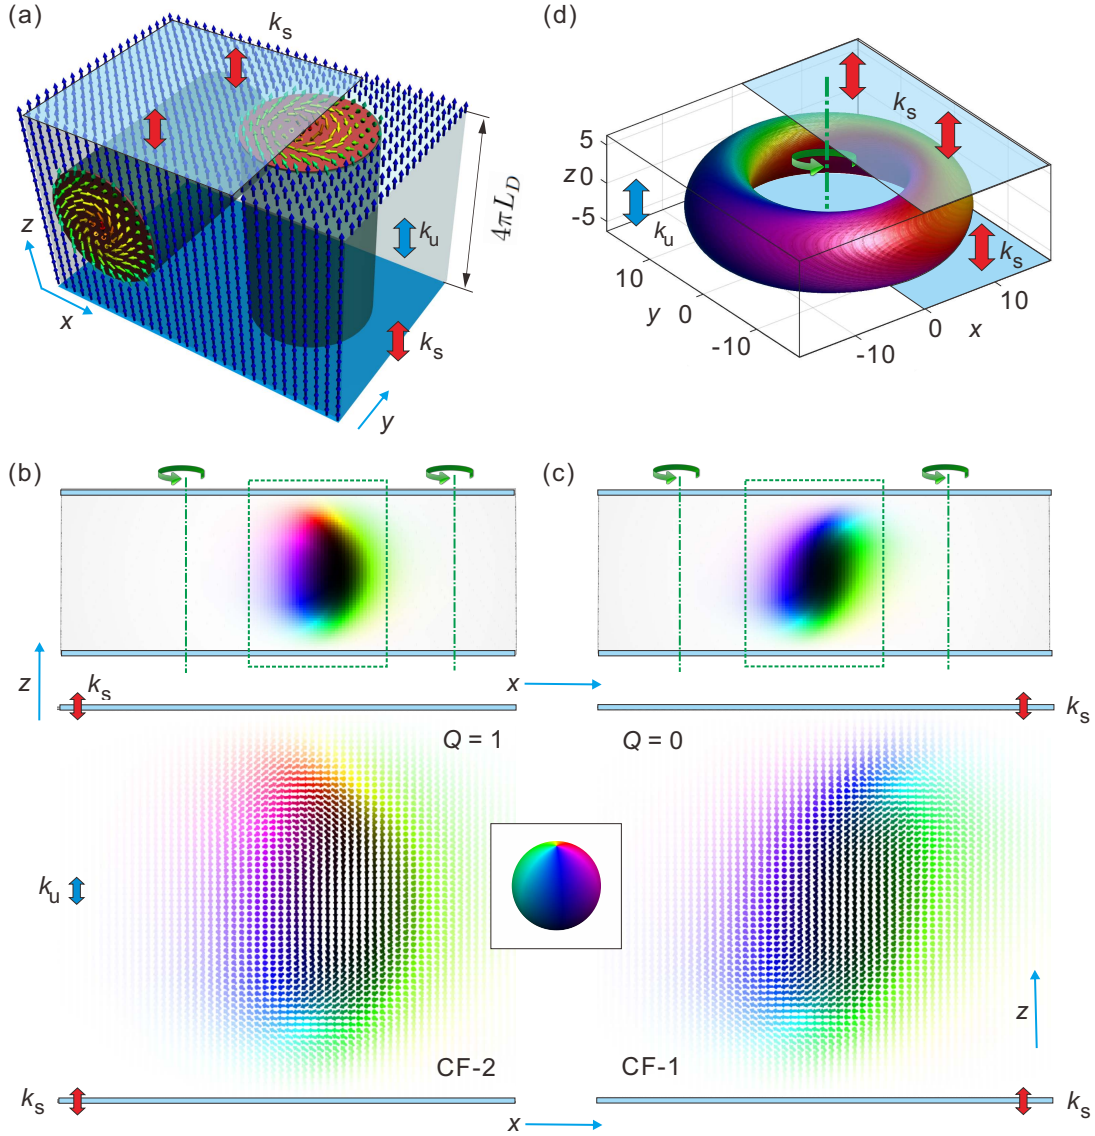 (a)
k_s
z
x
k_u
4πL_D
k_s
y
(d)
k_s
5
z 0
-5
k_u
k_s
10
y 0
-10
10
0 x
-10
(b)
(c)
z
k_s
x
k_s
Q = 1
Q = 0
k_u
z
CF-2
CF-1
k_s
k_s
x